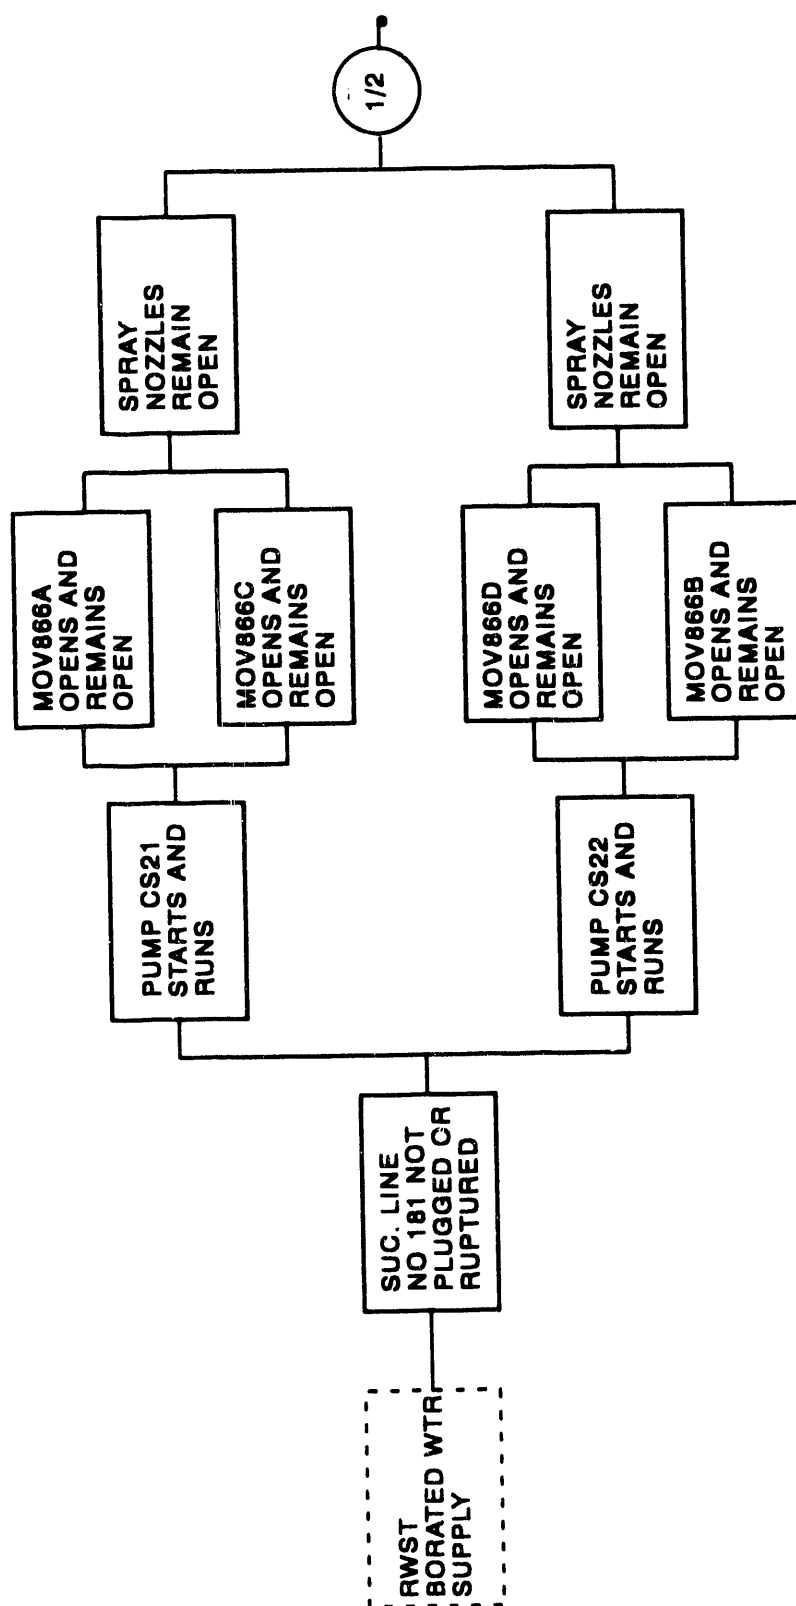 RWST
BORATED WTR
SUPPLY
SUC. LINE
NO 181 NOT
PLUGGED OR
RUPTURED
PUMP CS21
STARTS AND
RUNS
MOV866A
OPENS AND
REMAINS
OPEN
MOV866C
OPENS AND
REMAINS
OPEN
SPRAY
NOZZLES
REMAIN
OPEN
PUMP CS22
STARTS AND
RUNS
MOV866D
OPENS AND
REMAINS
OPEN
MOV866B
OPENS AND
REMAINS
OPEN
SPRAY
NOZZLES
REMAIN
OPEN
1/2